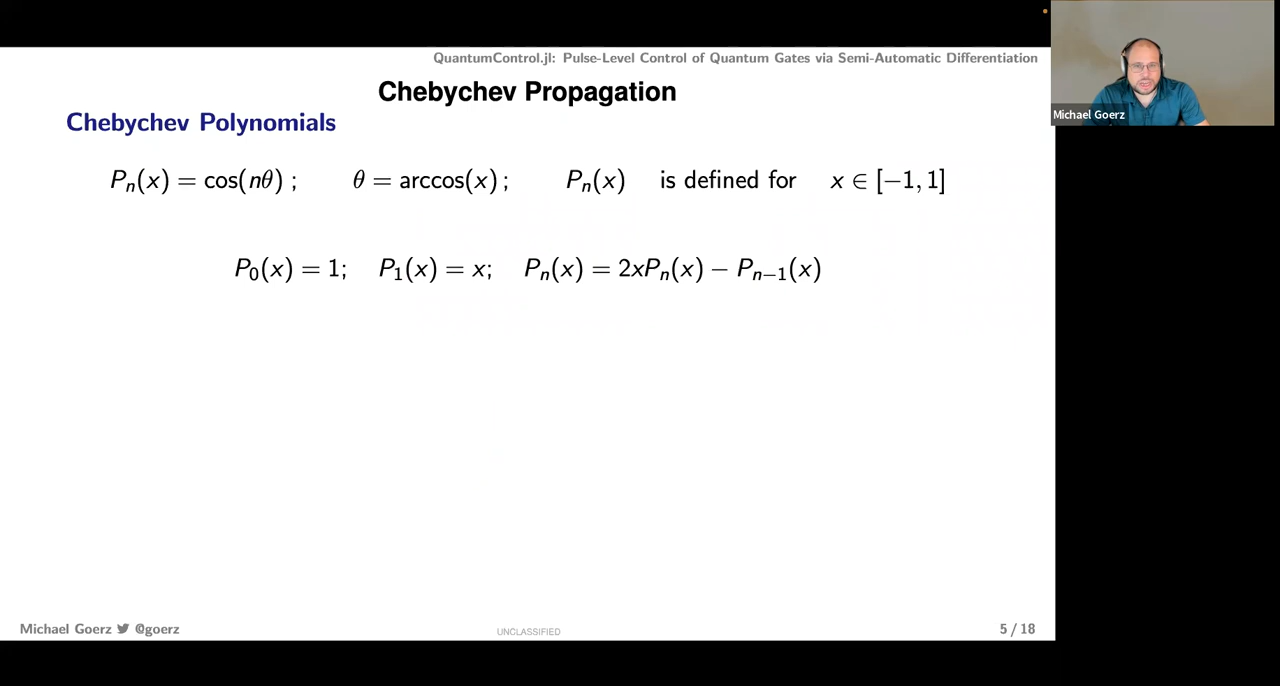 QuantumControl.jl: Pulse-Level Control of Quantum Gates via Semi-Automatic Differentiation
Chebychev Propagation
Chebychev Polynomials
Pₙ(x) = cos(nθ) ; θ = arccos(x) ; Pₙ(x) is defined for x ∈ [−1, 1]
P₀(x) = 1; P₁(x) = x; Pₙ(x) = 2xPₙ(x) − Pₙ₋₁(x)
Michael Goerz
Michael Goerz @goerz
UNCLASSIFIED
5 / 18